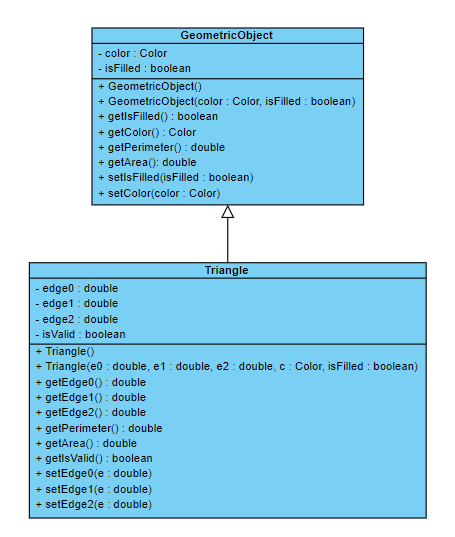 GeometricObject
- color : Color
- isFilled : boolean
+ GeometricObject()
+ GeometricObject(color : Color, isFilled : boolean)
+ getIsFilled() : boolean
+ getColor() : Color
+ getPerimeter() : double
+ getArea(): double
+ setIsFilled(isFilled : boolean)
+ setColor(color : Color)
Triangle
- edge0 : double
- edge1 : double
- edge2 : double
- isValid : boolean
+ Triangle()
+ Triangle(e0 : double, e1 : double, e2 : double, c : Color, isFilled : boolean)
+ getEdge0() : double
+ getEdge1() : double
+ getEdge2() : double
+ getPerimeter() : double
+ getArea() : double
+ getIsValid() : boolean
+ setEdge0(e : double)
+ setEdge1(e : double)
+ setEdge2(e : double)